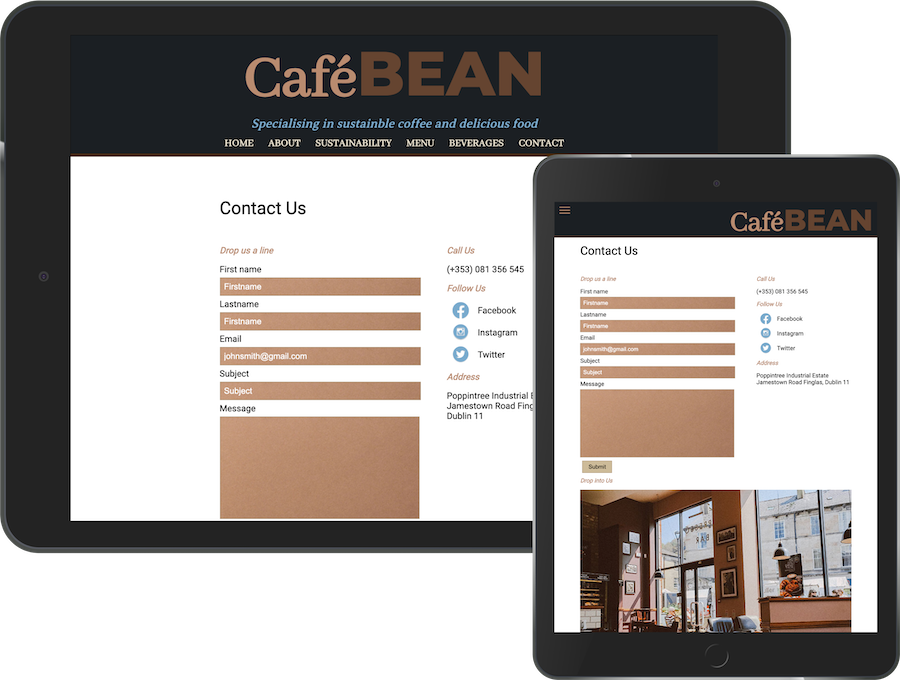 CaféBEAN
Specialising in sustainble coffee and delicious food
HOME ABOUT SUSTAINABILITY MENU BEVERAGES CONTACT
Contact Us
Drop us a line
First name
Firstname
Lastname
Firstname
Email
johnsmith@gmail.com
Subject
Subject
Message
Call Us
(+353) 081 356 545
Follow Us
Facebook
Instagram
Twitter
Address
Poppintree Industrial E
Jamestown Road Fing
Dublin 11
CaféBEAN
Contact Us
Drop us a line
First name
Firstname
Lastname
Firstname
Email
johnsmith@gmail.com
Subject
Subject
Message
Submit
Call Us
(+353) 081 356 545
Follow Us
Facebook
Instagram
Twitter
Address
Poppintree Industrial Estate
Jamestown Road Finglas, Dublin 11
Drop into Us
BAR